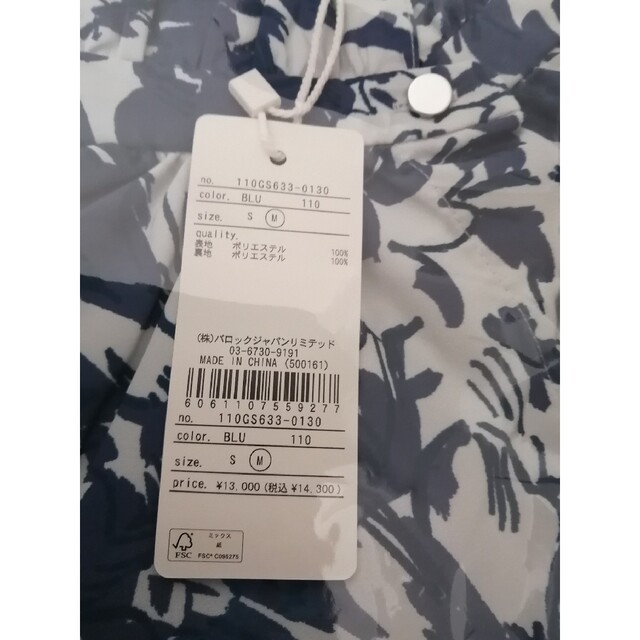 no. 110GS633-0130
color. BLU 110
size. S M
quality.
表地 ポリエステル 100%
裏地 ポリエステル 100%
(株)バロックジャパンリミテッド
03-6730-9191
MADE IN CHINA (500161)
6061107559277
no. 110GS633-0130
color. BLU 110
size. S M
price. ¥13,000(税込¥14,300)
FSC
ミックス
紙
FSC® C095275